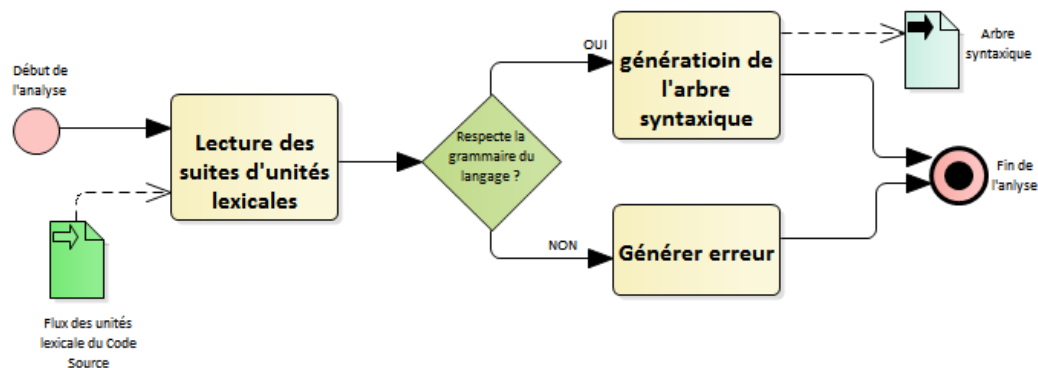 Début de
l'analyse
Lecture des
suites d'unités
lexicales
Flux des unités
lexicale du Code
Source
Respecte la
grammaire du
langage ?
OUI
NON
génératioin de
l'arbre
syntaxique
Générer erreur
Arbre
syntaxique
Fin de
l'anlyse